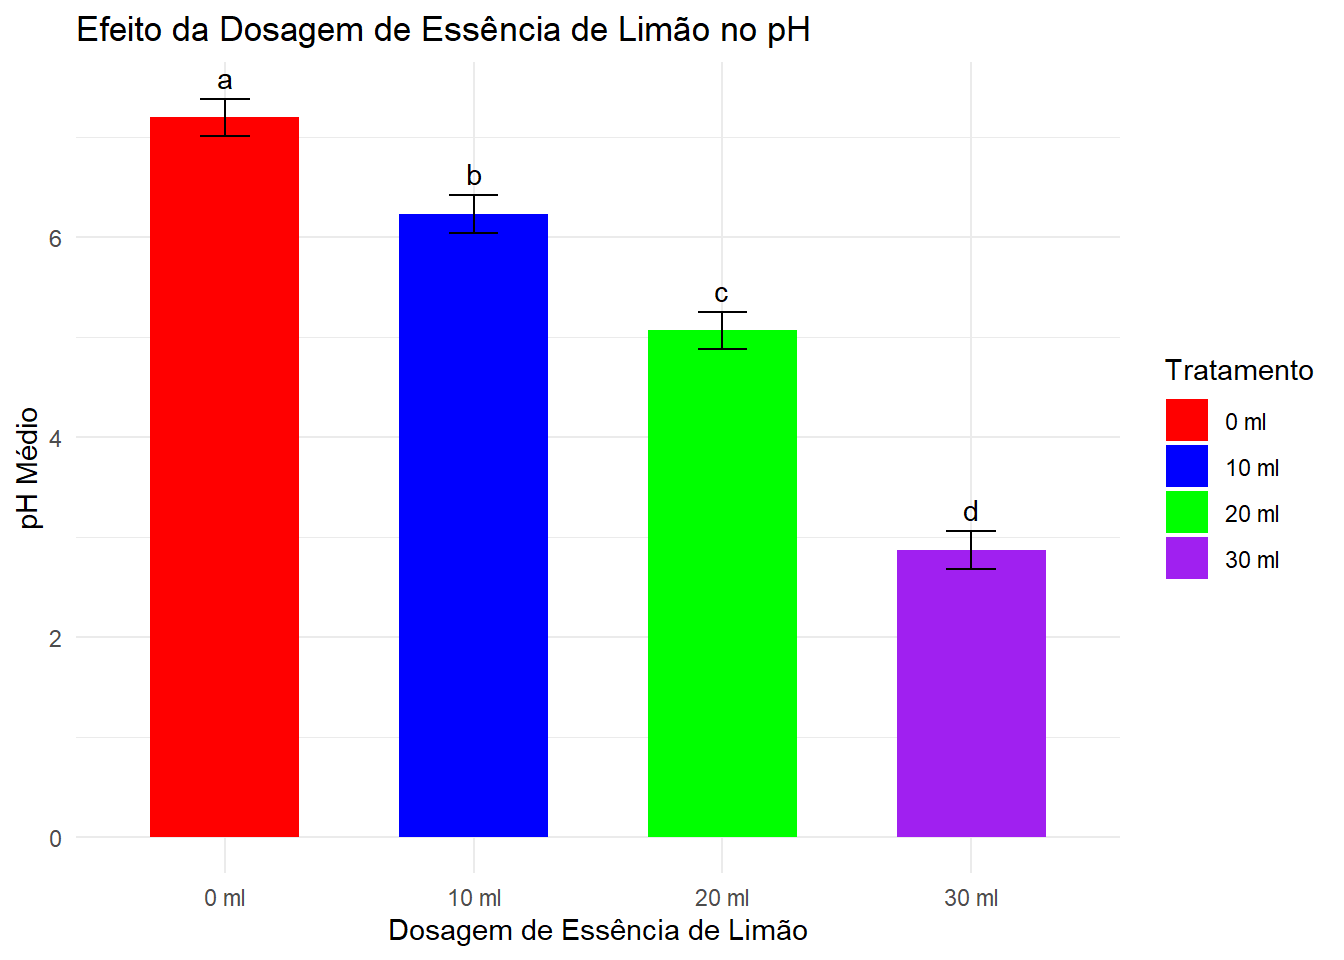 Efeito da Dosagem de Essência de Limão no pH
a
b
c
d
6
4
2
0
pH Médio
0 ml
10 ml
20 ml
30 ml
Dosagem de Essência de Limão
Tratamento
0 ml
10 ml
20 ml
30 ml